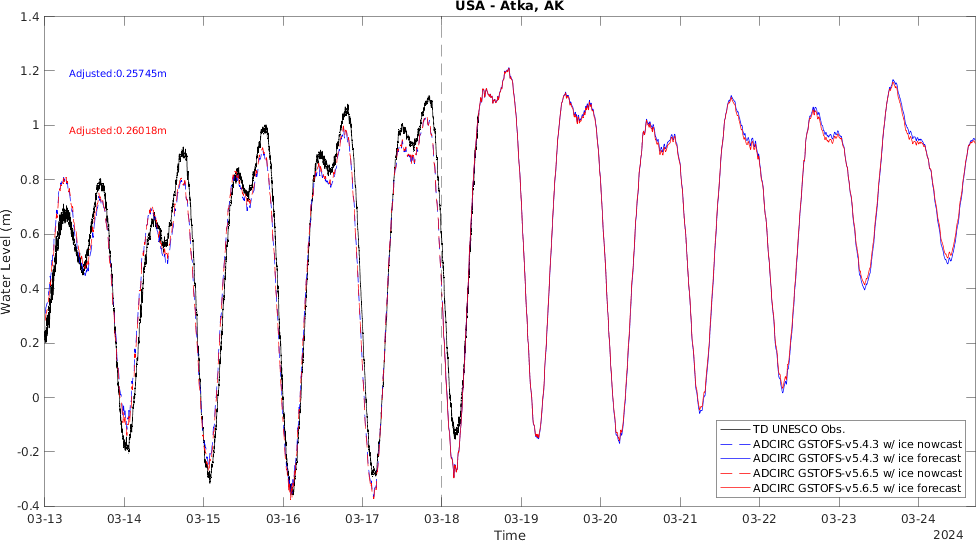 USA - Atka, AK
1.4
1.2
1
0.8
0.6
0.4
0.2
0
-0.2
-0.4
Water Level (m)
Adjusted:0.25745m
Adjusted:0.26018m
TD UNESCO Obs.
ADCIRC GSTOFS-v5.4.3 w/ ice nowcast
ADCIRC GSTOFS-v5.4.3 w/ ice forecast
ADCIRC GSTOFS-v5.6.5 w/ ice nowcast
ADCIRC GSTOFS-v5.6.5 w/ ice forecast
03-13 03-14 03-15 03-16 03-17 03-18 03-19 03-20 03-21 03-22 03-23 03-24
Time
2024